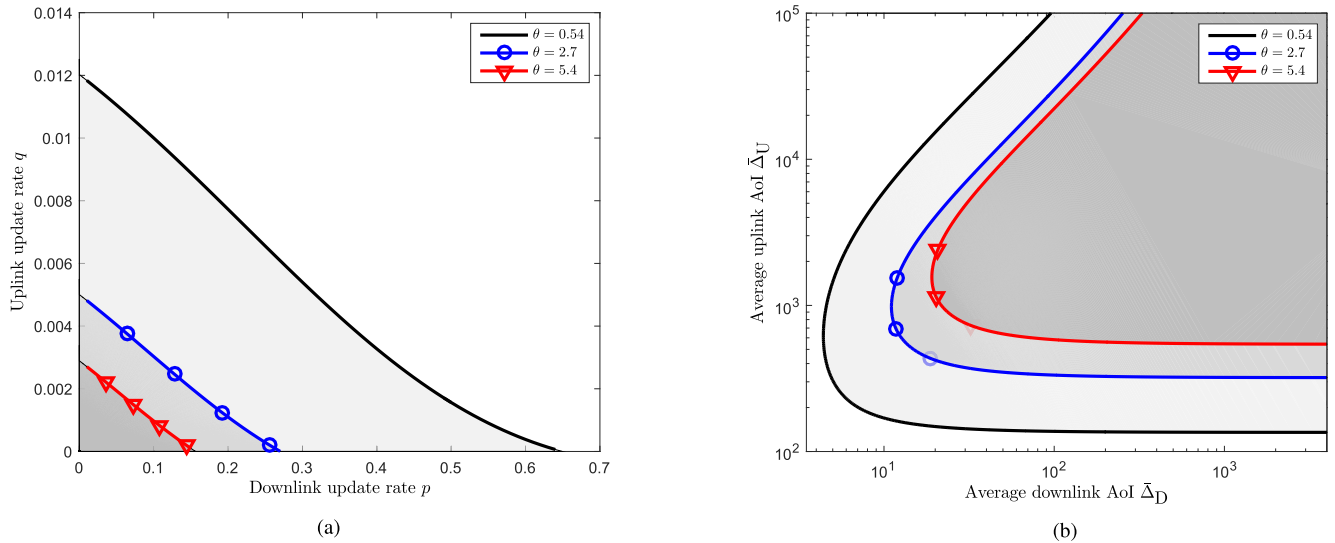 0.014
0.012
0.01
0.008
0.006
0.004
0.002
0
Uplink update rate q
0 0.1 0.2 0.3 0.4 0.5 0.6 0.7
Downlink update rate p
θ = 0.54
θ = 2.7
θ = 5.4
(a)
10^5
10^4
10^3
10^2
Average uplink AoI Δ̄_U
10^1 10^2 10^3
Average downlink AoI Δ̄_D
θ = 0.54
θ = 2.7
θ = 5.4
(b)